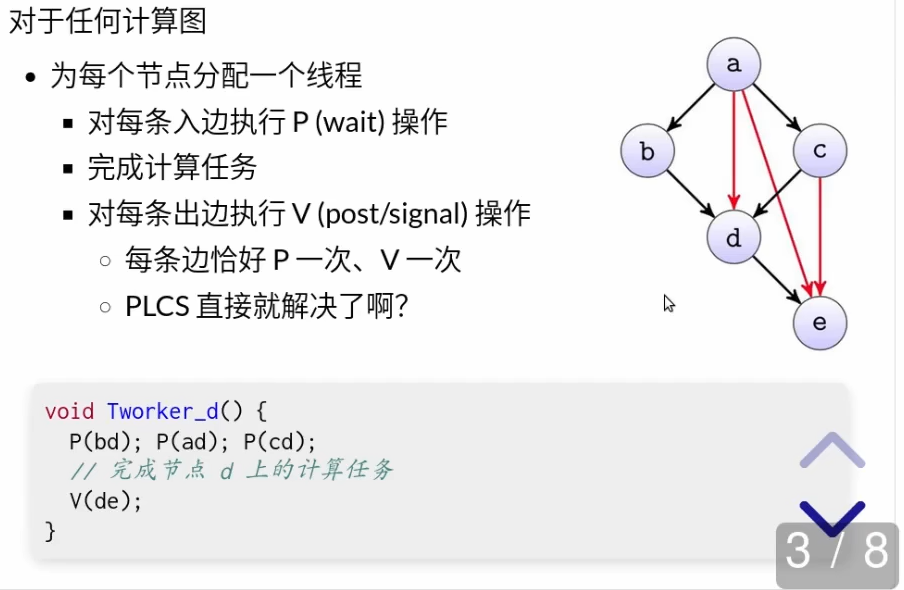 对于任何计算图
• 为每个节点分配一个线程
▪ 对每条入边执行 P (wait) 操作
▪ 完成计算任务
▪ 对每条出边执行 V (post/signal) 操作
○ 每条边恰好 P 一次、V 一次
○ PLCS 直接就解决了啊？
a
b
c
d
e
void Tworker_d() {
P(bd); P(ad); P(cd);
// 完成节点 d 上的计算任务
V(de);
}
3 / 8